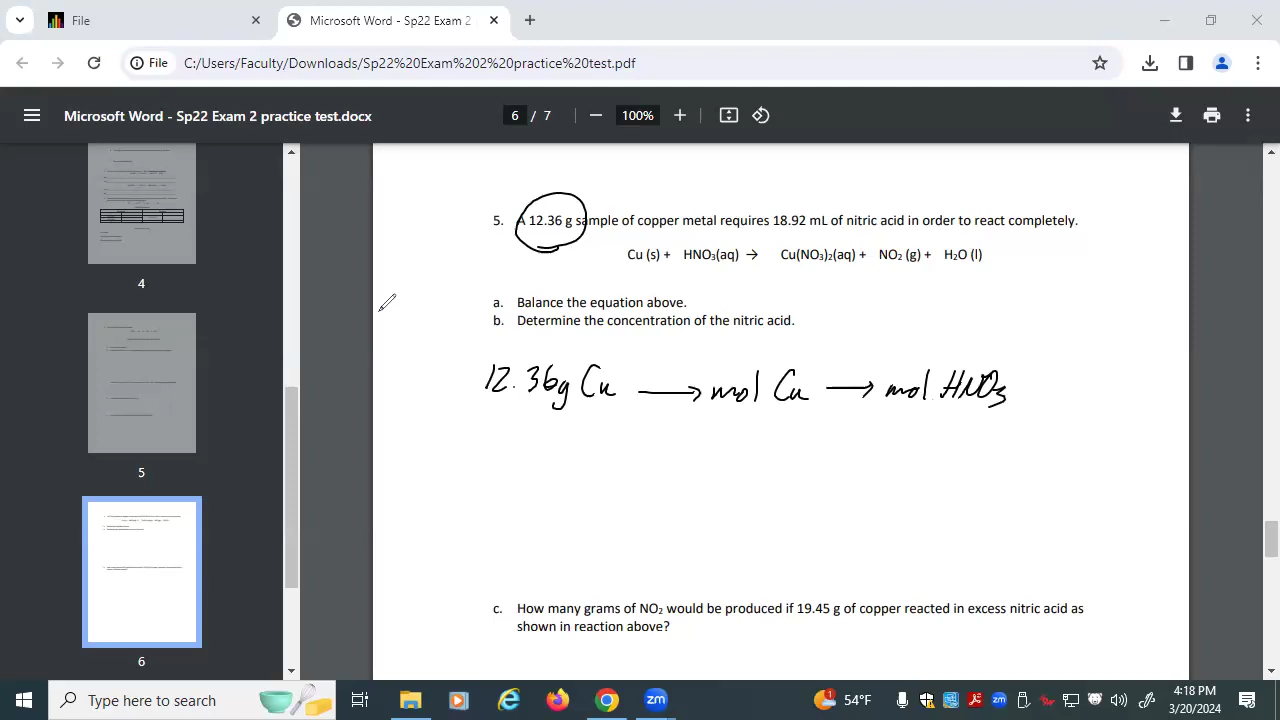 File
Microsoft Word - Sp22 Exam 2
File C:/Users/Faculty/Downloads/Sp22%20Exam%202%20practice%20test.pdf
Microsoft Word - Sp22 Exam 2 practice test.docx
6 / 7
100%
4
5
6
5. A 12.36 g sample of copper metal requires 18.92 mL of nitric acid in order to react completely.
Cu (s) + HNO₃(aq) → Cu(NO₃)₂(aq) + NO₂ (g) + H₂O (l)
a. Balance the equation above.
b. Determine the concentration of the nitric acid.
12.36g Cu → mol Cu → mol HNO₃
c. How many grams of NO₂ would be produced if 19.45 g of copper reacted in excess nitric acid as
shown in reaction above?
Type here to search
zm
zm
1
54°F
4:18 PM
3/20/2024